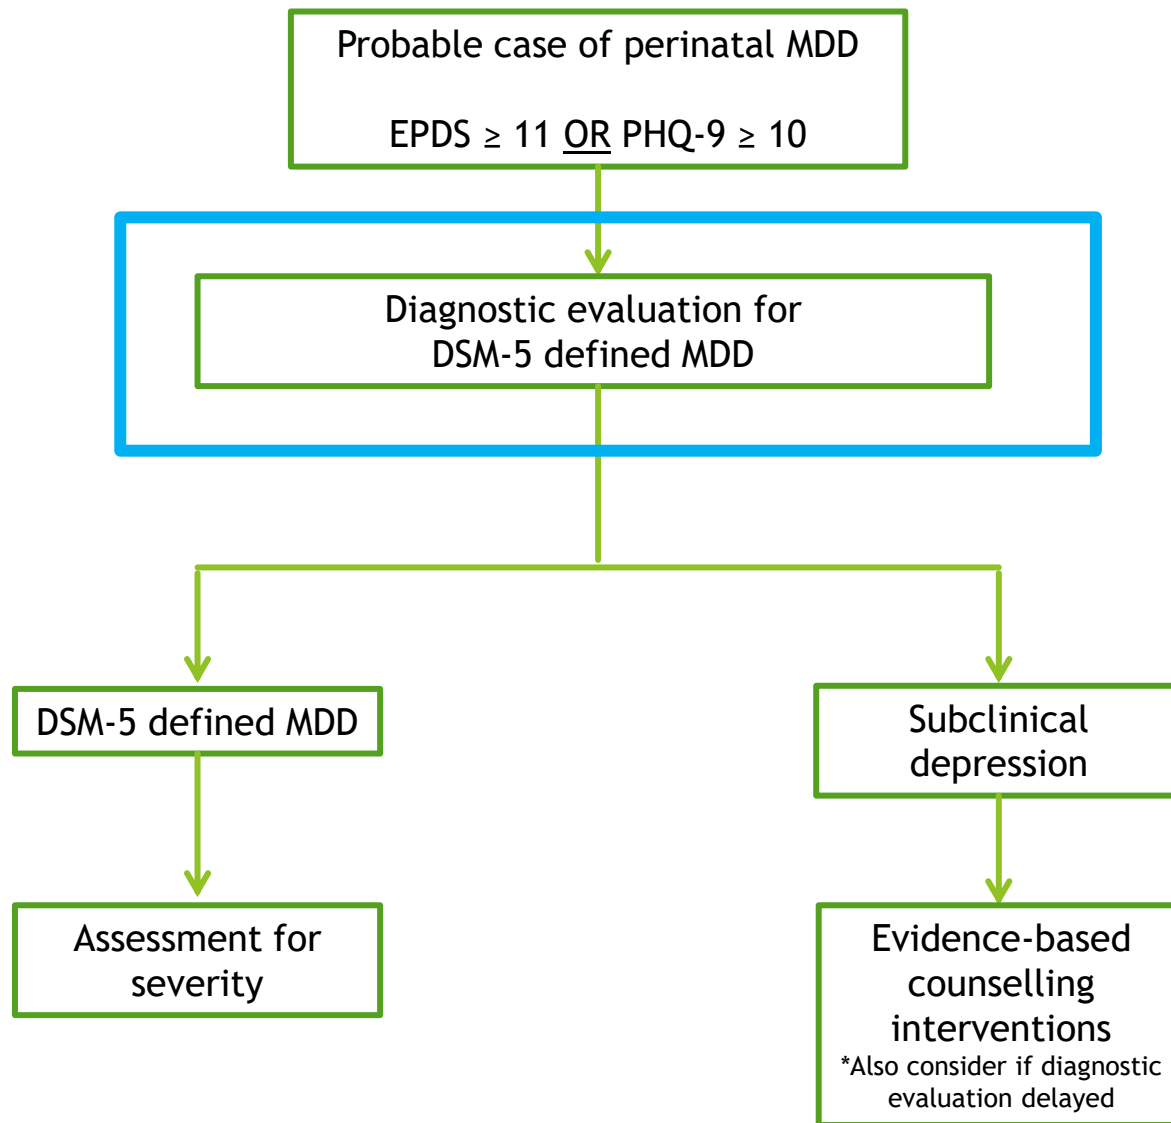 Probable case of perinatal MDD
EPDS ≥ 11 OR PHQ-9 ≥ 10
Diagnostic evaluation for
DSM-5 defined MDD
DSM-5 defined MDD
Subclinical
depression
Assessment for
severity
Evidence-based
counselling
interventions
*Also consider if diagnostic
evaluation delayed